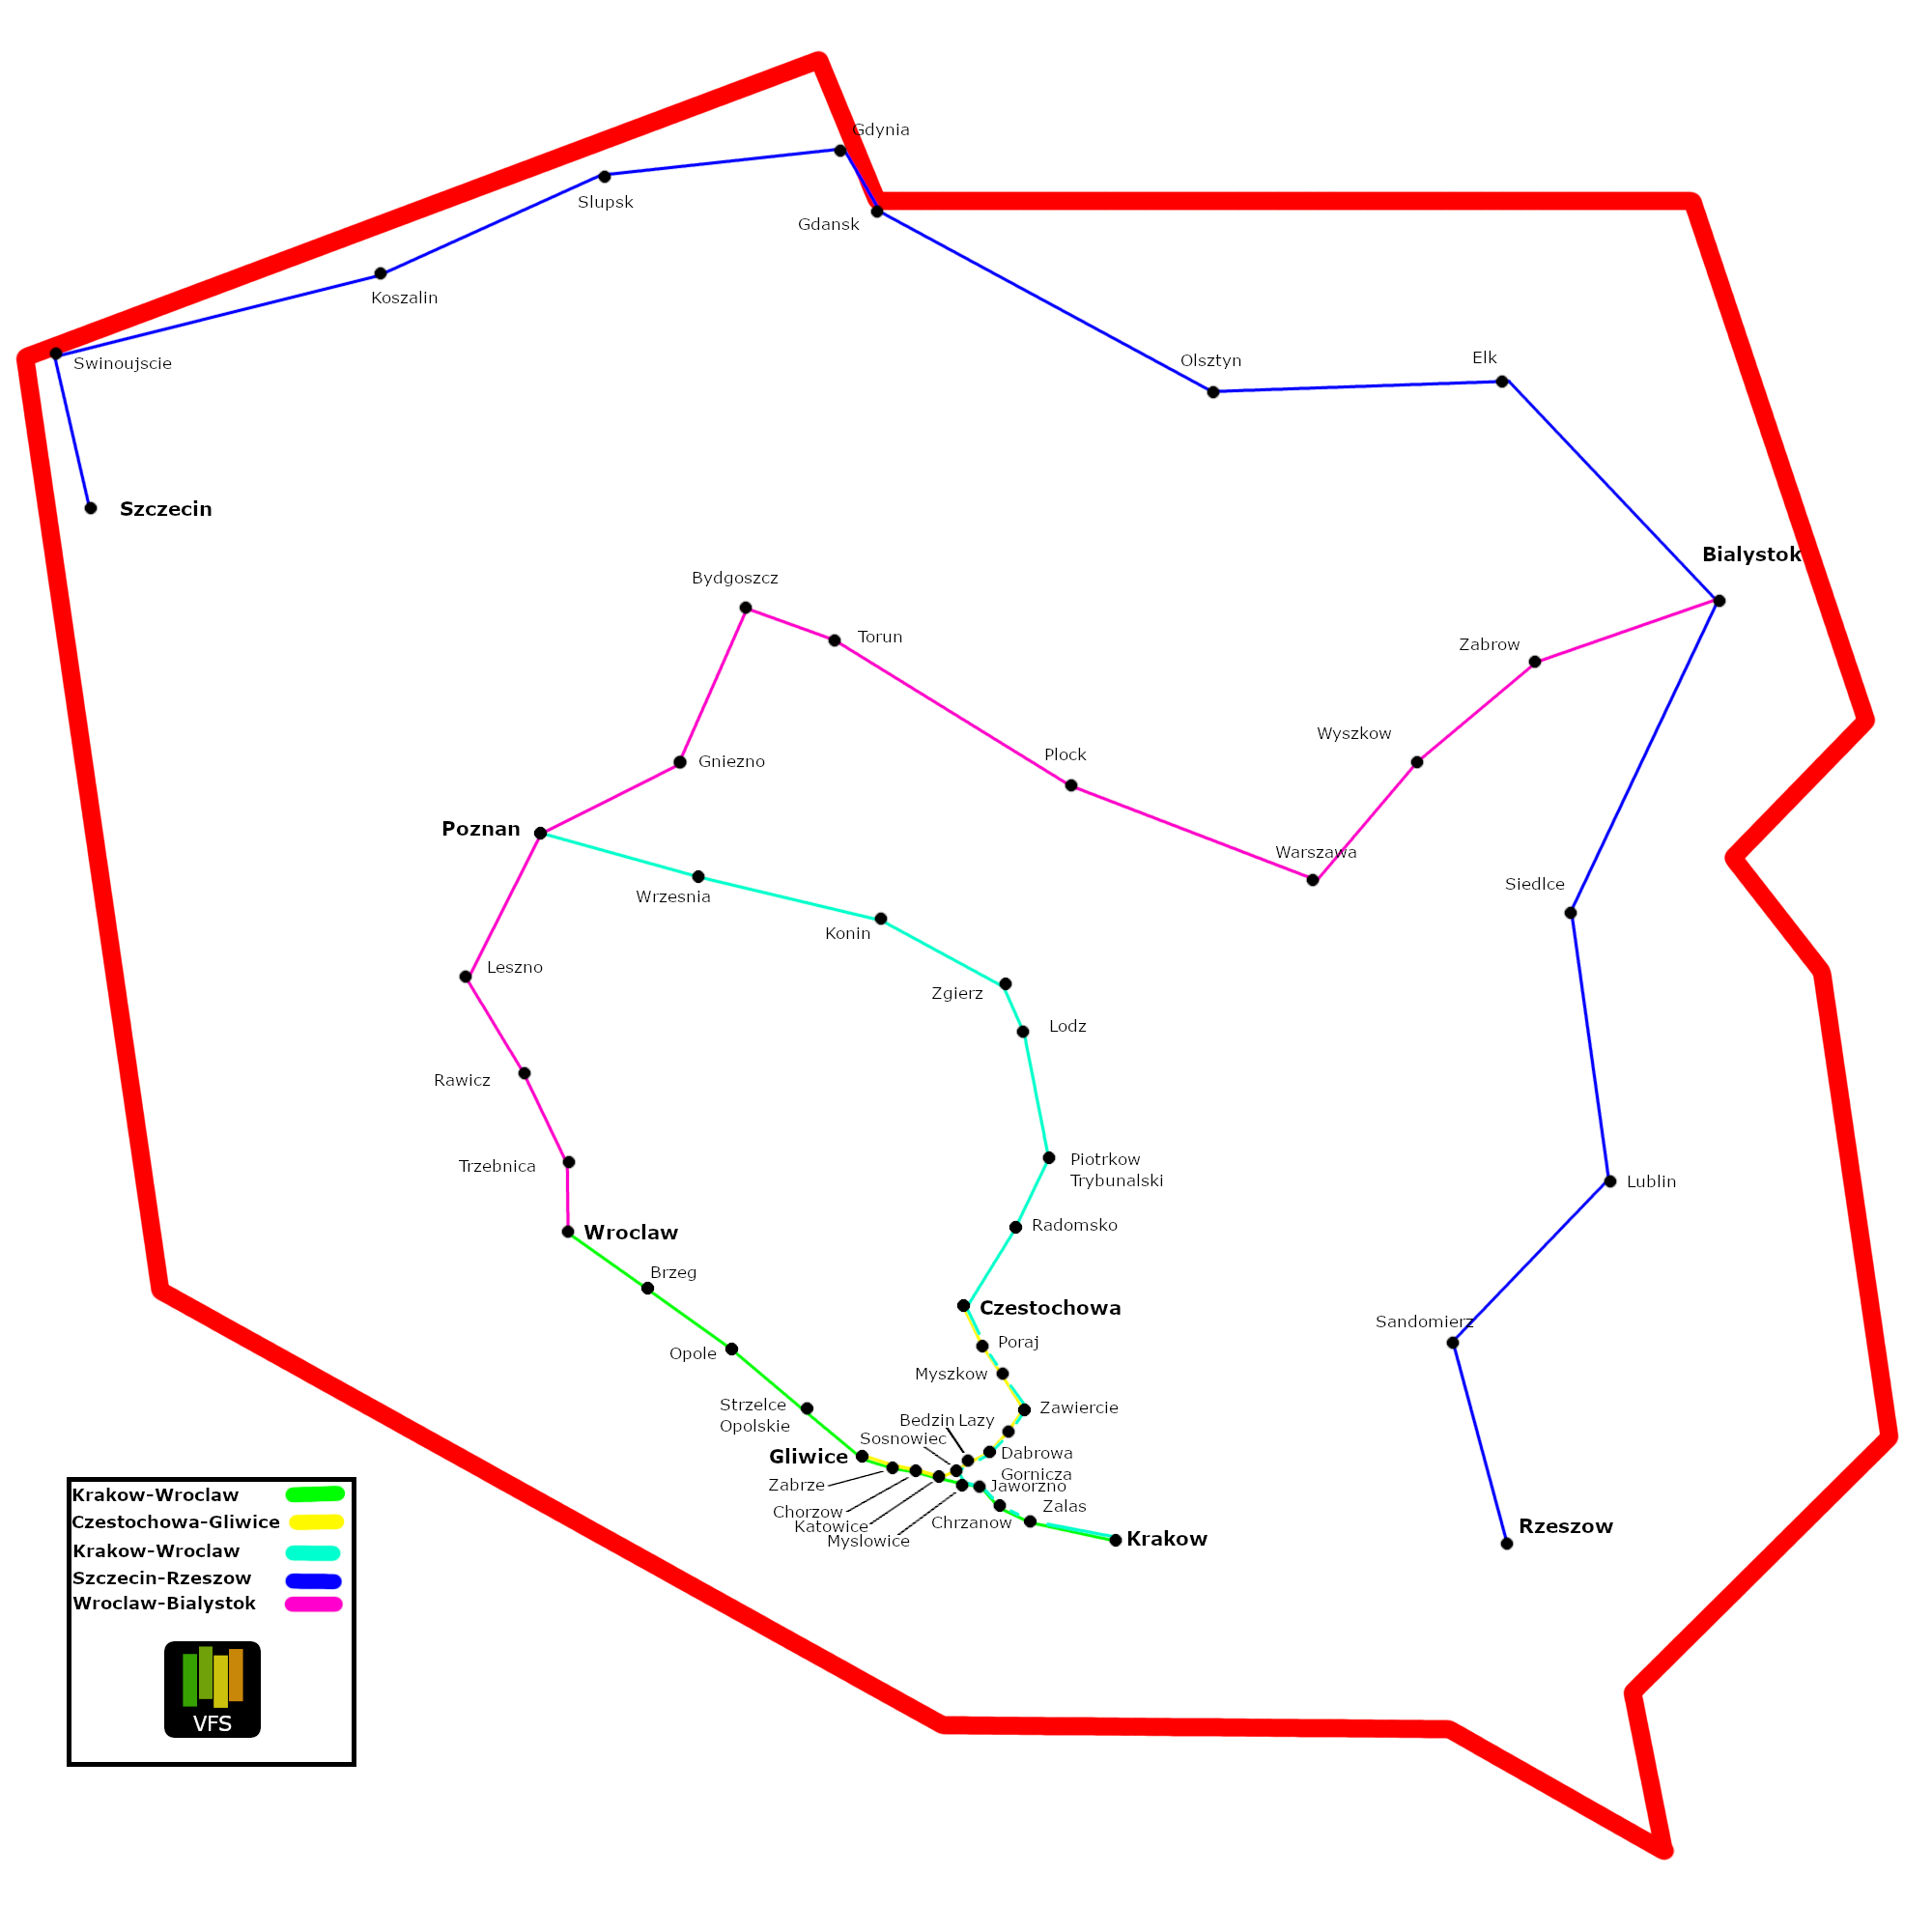 Gdynia
Slupsk
Gdansk
Koszalin
Swinoujscie
Olsztyn
Elk
Szczecin
Bialystok
Bydgoszcz
Torun
Zabrow
Wyszkow
Plock
Gniezno
Poznan
Warszawa
Siedlce
Wrzesnia
Konin
Leszno
Zgierz
Lodz
Rawicz
Piotrkow
Trybunalski
Trzebnica
Lublin
Radomsko
Wroclaw
Brzeg
Czestochowa
Sandomierz
Poraj
Opole
Myszkow
Strzelce
Opolskie
Zawiercie
Bedzin
Lazy
Sosnowiec
Dabrowa
Gornicza
Gliwice
Zabrze
Jaworzno
Chorzow
Zalas
Katowice
Chrzanow
Myslowice
Krakow
Rzeszow
Krakow-Wroclaw
Czestochowa-Gliwice
Krakow-Wroclaw
Szczecin-Rzeszow
Wroclaw-Bialystok
VFS